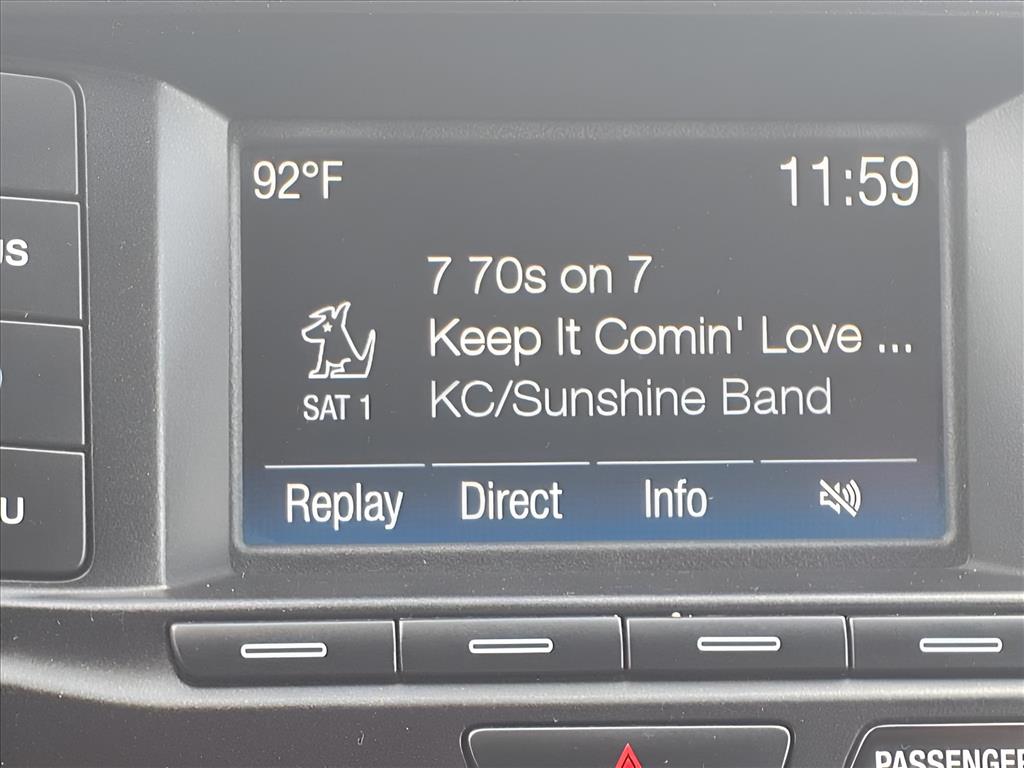 92°F
11:59
7 70s on 7
Keep It Comin' Love ...
KC/Sunshine Band
SAT 1
Replay Direct Info
US
U
PASSENGER